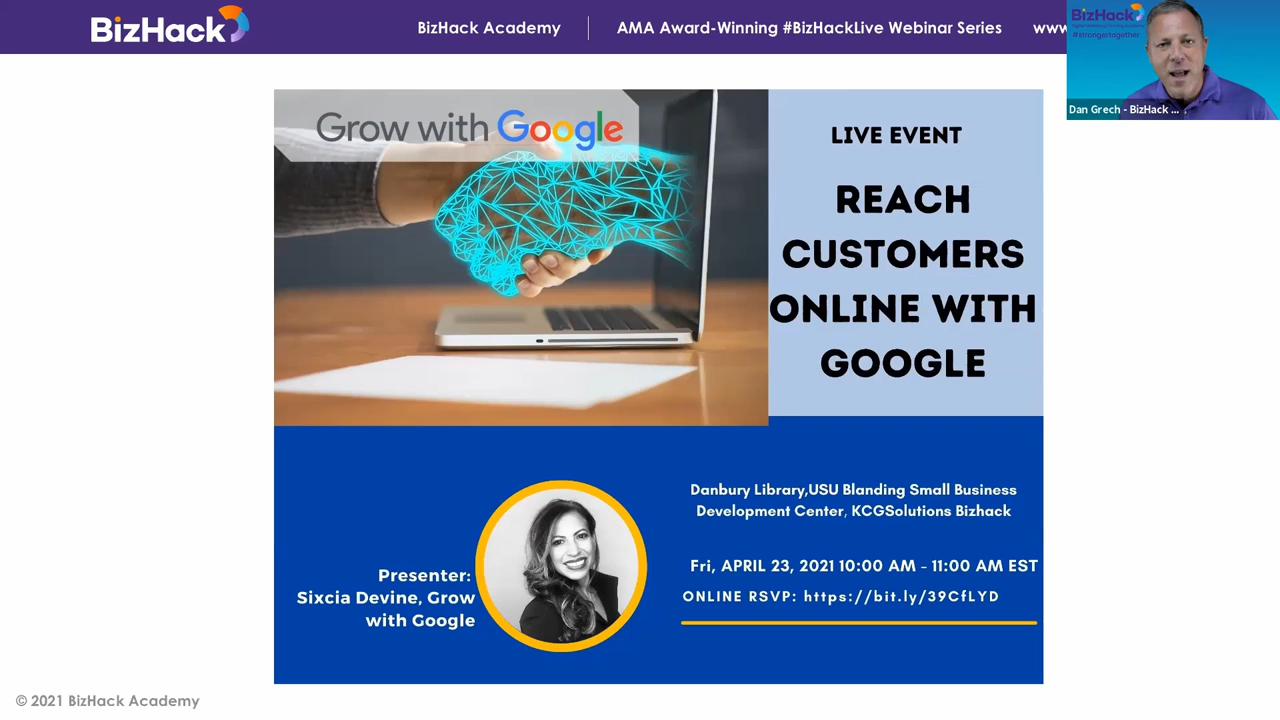 BizHack
BizHack Academy
AMA Award-Winning #BizHackLive Webinar Series
www
BizHack
#strongertogether
Dan Grech - BizHack ...
Grow with Google
LIVE EVENT
REACH
CUSTOMERS
ONLINE WITH
GOOGLE
Danbury Library,USU Blanding Small Business
Development Center, KCGSolutions Bizhack
Fri, APRIL 23, 2021 10:00 AM - 11:00 AM EST
ONLINE RSVP: https://bit.ly/39CfLYD
Presenter:
Sixcia Devine, Grow
with Google
© 2021 BizHack Academy